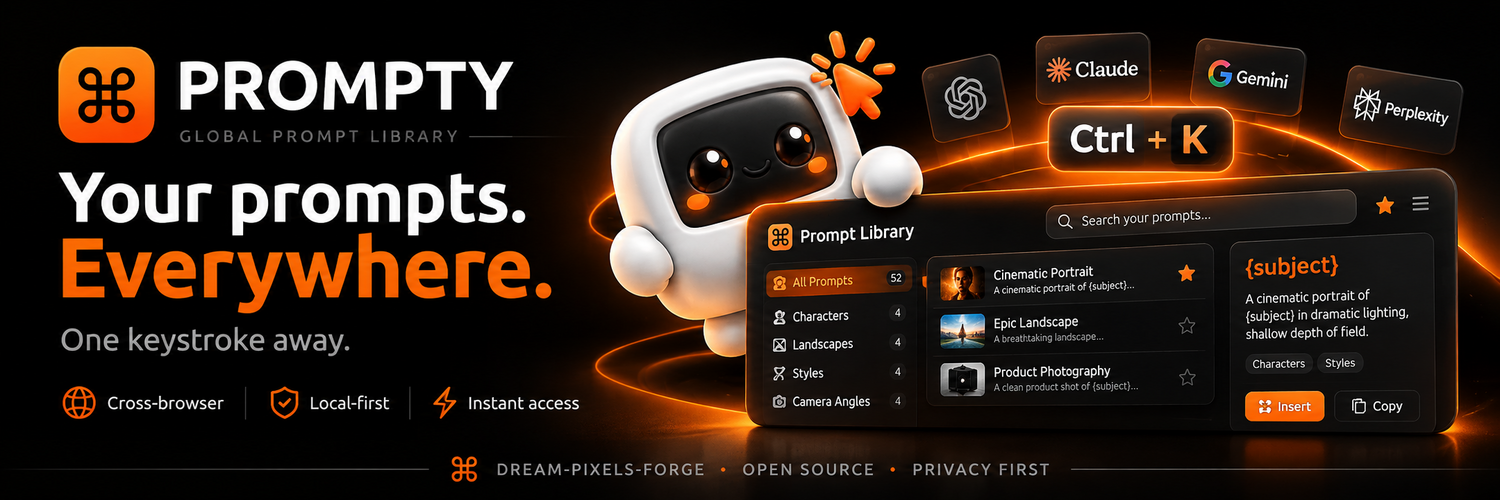 PROMPTY
GLOBAL PROMPT LIBRARY
Your prompts.
Everywhere.
One keystroke away.
Cross-browser
Local-first
Instant access
Claude
Gemini
Perplexity
Ctrl + K
Prompt Library
Search your prompts...
All Prompts 52
Characters 4
Landscapes 4
Styles 4
Camera Angles 4
Cinematic Portrait
A cinematic portrait of {subject}...
Epic Landscape
A breathtaking landscape...
Product Photography
A clean product shot of {subject}...
{subject}
A cinematic portrait of
{subject} in dramatic lighting,
shallow depth of field.
Characters Styles
Insert Copy
DREAM-PIXELS-FORGE • OPEN SOURCE • PRIVACY FIRST